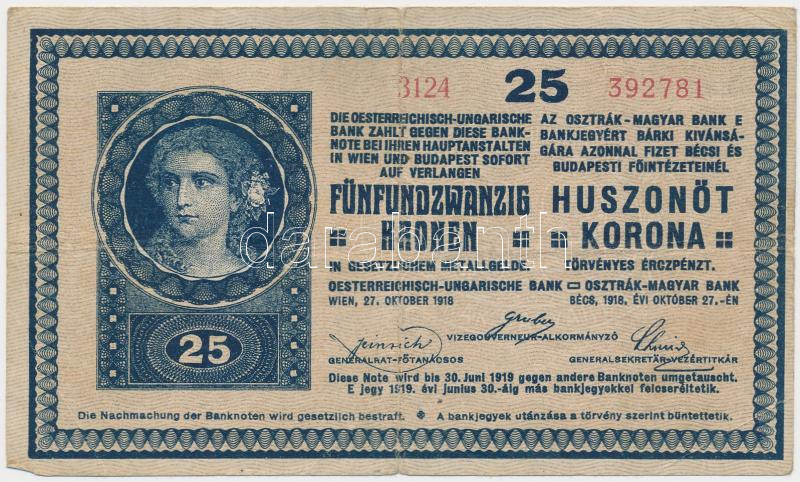 3124 25 392781
DIE OESTERREICHISCH-UNGARISCHE
BANK ZAHLT GEGEN DIESE BANK-
NOTE BEI IHREN HAUPTANSTALTEN
IN WIEN UND BUDAPEST SOFORT
AUF VERLANGEN
FÜNFUNDZWANZIG
KRONEN
IN GESETZLICHEM METALLGELDE.
OESTERREICHISCH-UNGARISCHE BANK
WIEN, 27. OKTOBER 1918
AZ OSZTRÁK-MAGYAR BANK E
BANKJEGYÉRT BÁRKI KIVÁNSÁ-
GÁRA AZONNAL FIZET BÉCSI ÉS
BUDAPESTI FŐINTÉZETEINÉL
HUSZONÖT
KORONA
TÖRVÉNYES ÉRCZPÉNZT.
OSZTRÁK-MAGYAR BANK
BÉCS, 1918. ÉVI OKTÓBER 27.-ÉN
darabanth
25
Gruber
VIZEGOUVERNEUR-ALKORMÁNYZÓ
GENERALRAT-FŐTANÁCSOS
GENERALSEKRETÄR-VEZÉRTITKÁR
Diese Note wird bis 30. Juni 1919 gegen andere Banknoten umgetauscht.
E jegy 1919. évi junius 30.-áig más bankjegyekkel felcseréltetik.
Die Nachmachung der Banknoten wird gesetzlich bestraft. A bankjegyek utánzása a törvény szerint büntettetik.